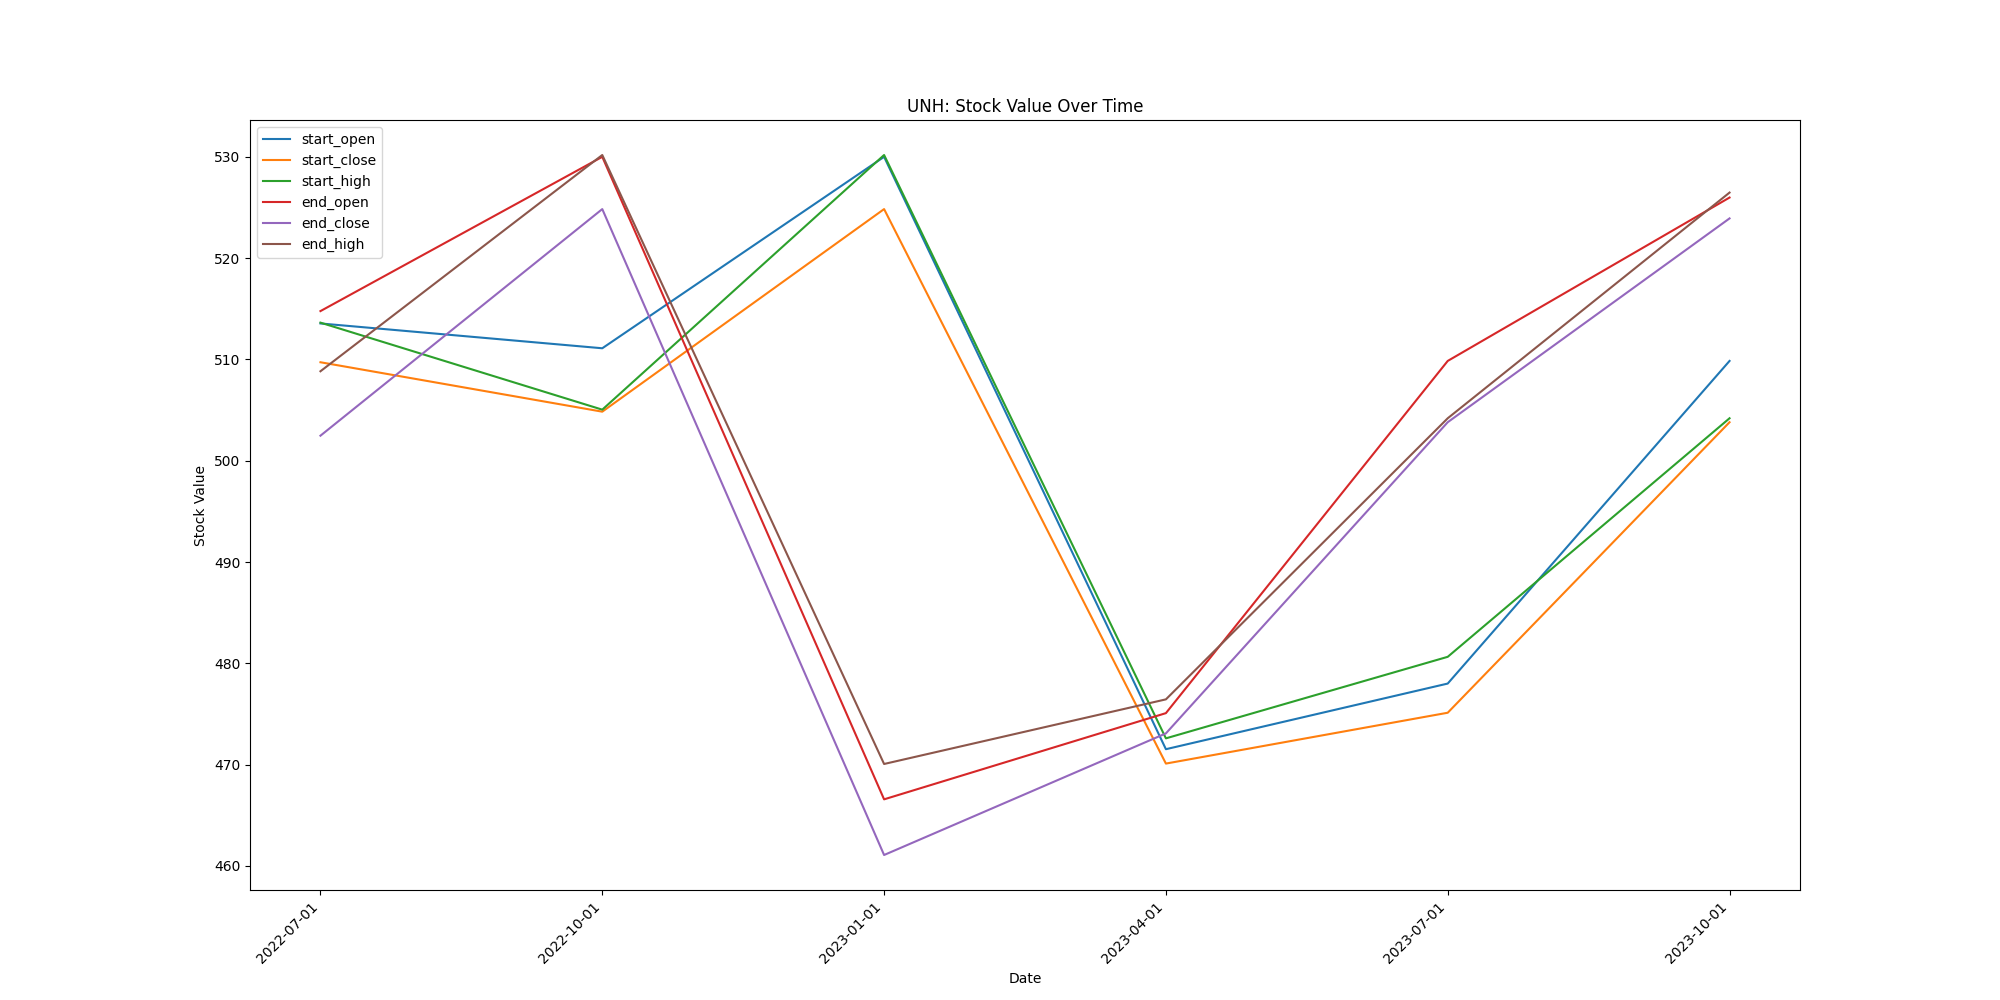 UNH: Stock Value Over Time
start_open
start_close
start_high
end_open
end_close
end_high
530
520
510
500
490
480
470
460
Stock Value
2022-07-01
2022-10-01
2023-01-01
2023-04-01
2023-07-01
2023-10-01
Date